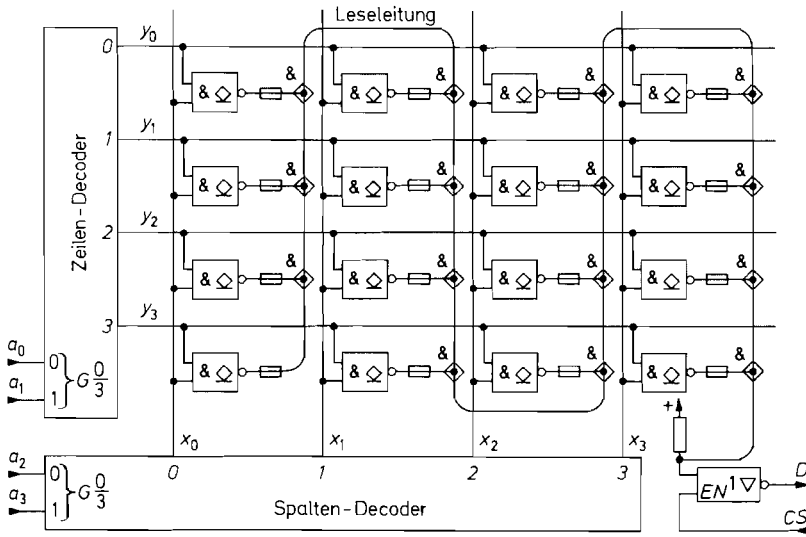 Leseleitung
0 y₀
& & & & & & & &
1 y₁
& & & & & & & &
Zeilen-Decoder
2 y₂
& & & & & & & &
3 y₃
& & & & & & &
a₀ 0
a₁ 1
} G 0/3
+
x₀ x₁ x₂ x₃
0 1 2 3
a₂ 0
a₃ 1
} G 0/3
Spalten-Decoder
EN 1 ▽
D
CS